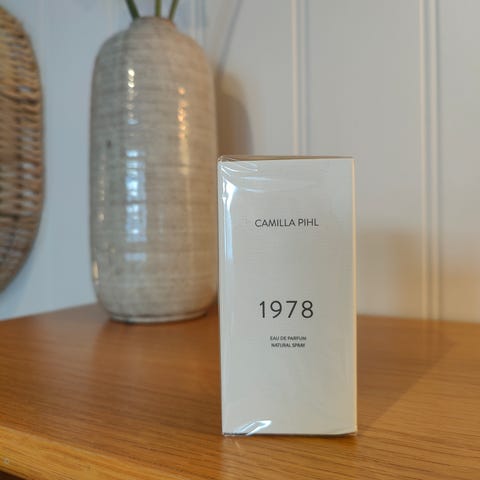 CAMILLA PIHL
1978
EAU DE PARFUM
NATURAL SPRAY